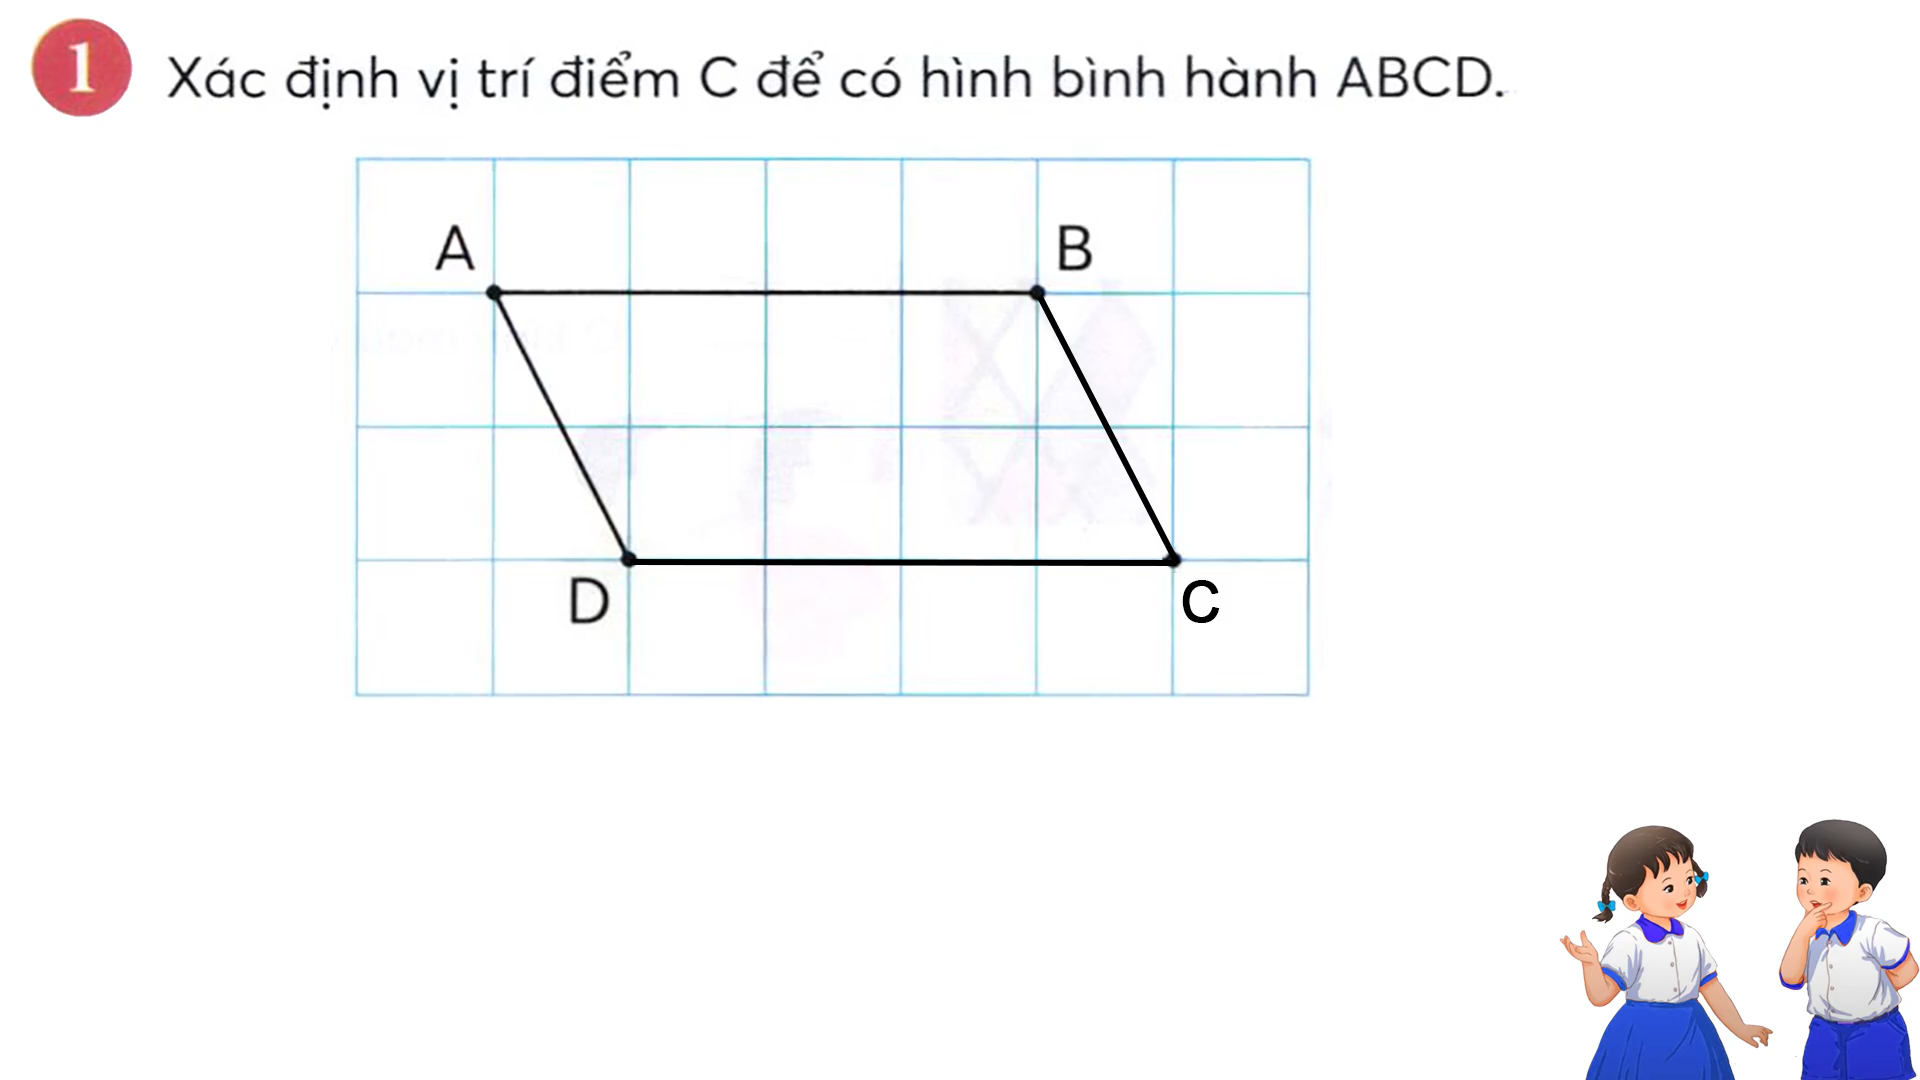 1 Xác định vị trí điểm C để có hình bình hành ABCD.
A B
D C